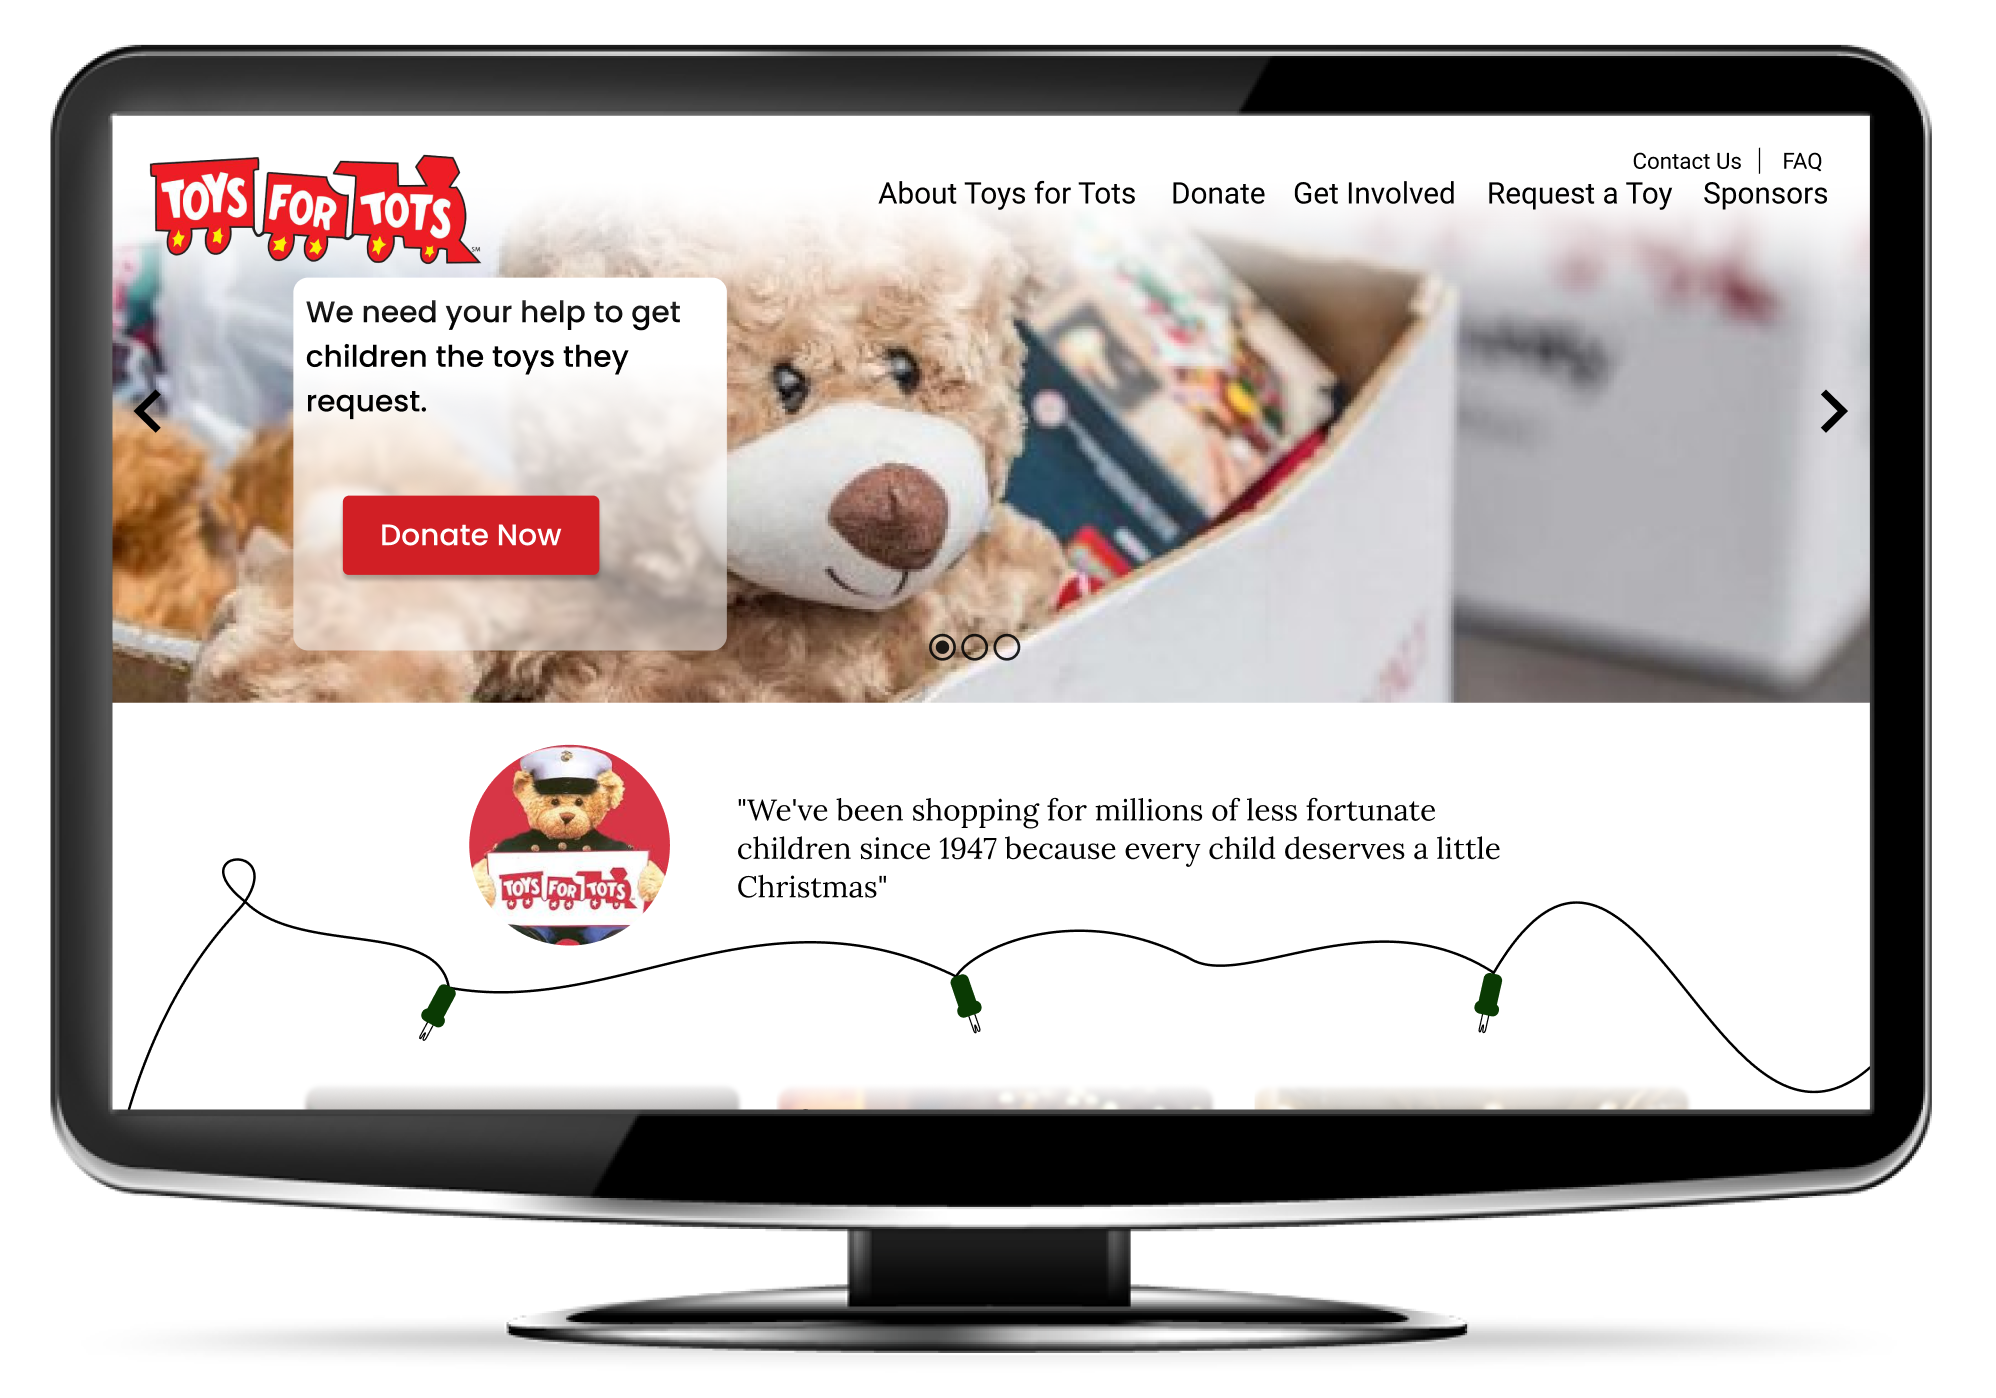 TOYS FOR TOTS
SM
Contact Us | FAQ
About Toys for Tots Donate Get Involved Request a Toy Sponsors
We need your help to get
children the toys they
request.
Donate Now
"We've been shopping for millions of less fortunate
children since 1947 because every child deserves a little
Christmas"
TOYS FOR TOTS